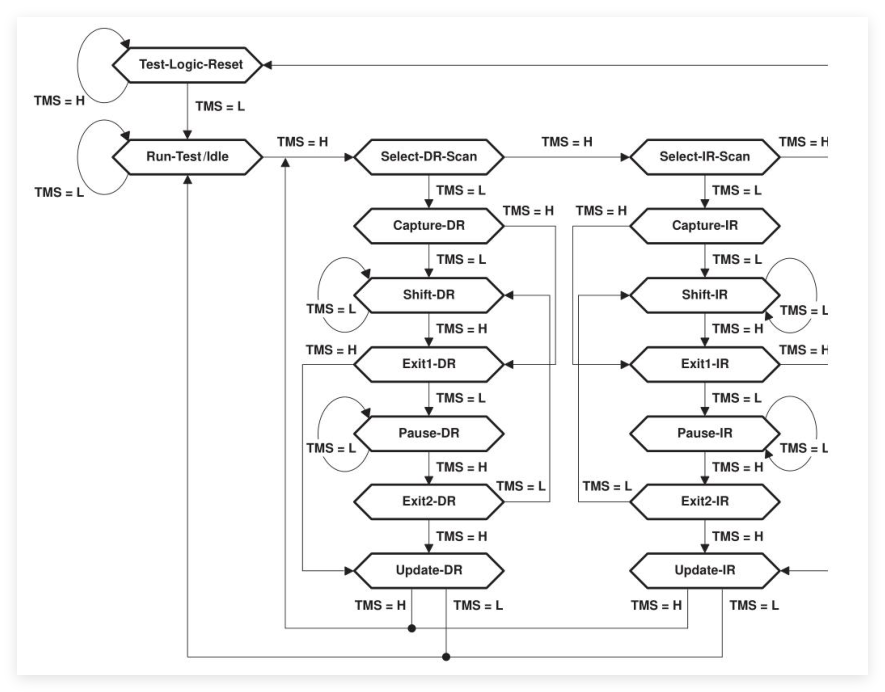 Test-Logic-Reset
TMS = H
TMS = L
TMS = H
TMS = H
TMS = H
Run-Test/Idle
Select-DR-Scan
Select-IR-Scan
TMS = L
TMS = L
TMS = L
TMS = H
TMS = H
Capture-DR
Capture-IR
TMS = L
TMS = L
Shift-DR
Shift-IR
TMS = L
TMS = L
TMS = H
TMS = H
TMS = H
TMS = H
Exit1-DR
Exit1-IR
TMS = L
TMS = L
Pause-DR
Pause-IR
TMS = L
TMS = L
TMS = H
TMS = H
TMS = L
TMS = L
Exit2-DR
Exit2-IR
TMS = H
TMS = H
Update-DR
Update-IR
TMS = H
TMS = L
TMS = H
TMS = L